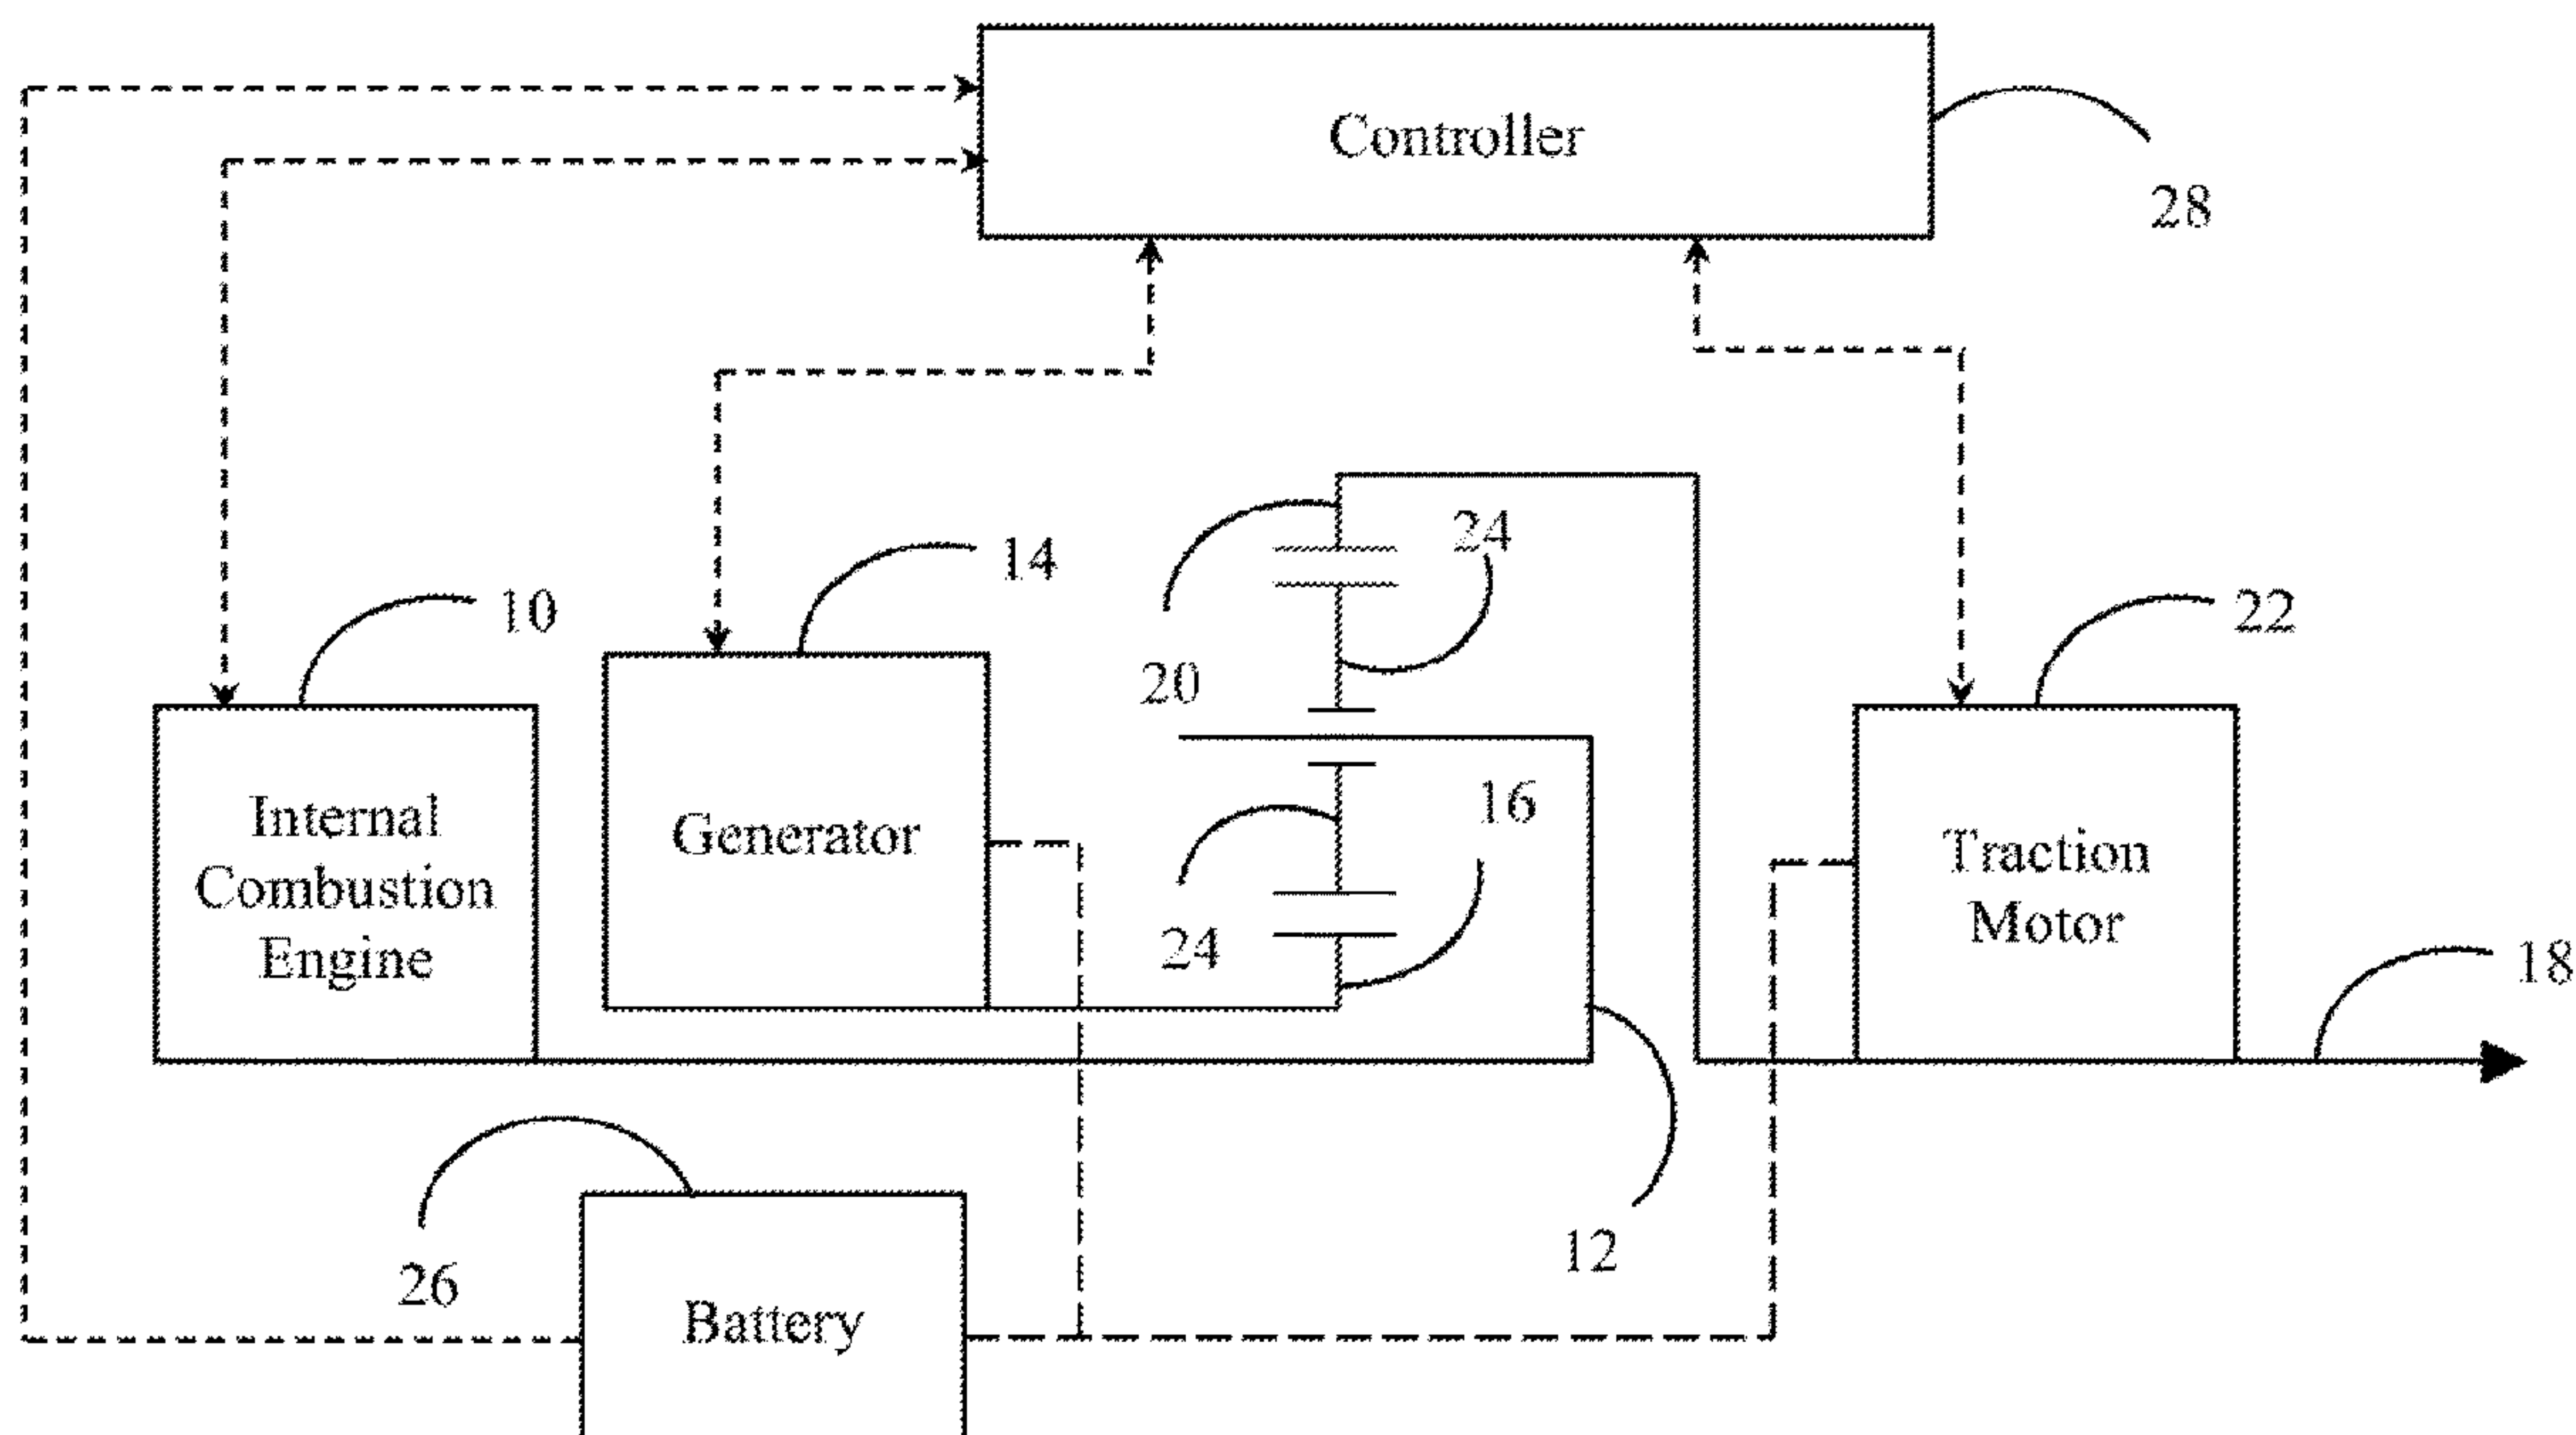 Controller
28
24
14
10
22
20
16
Internal
Combustion
Engine
Generator
Traction
Motor
24
18
12
26
Battery